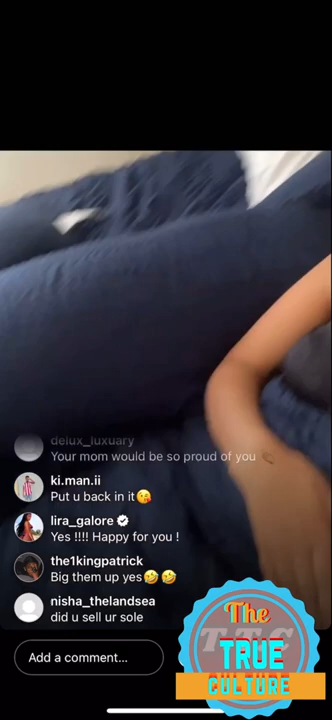 delux_luxuary
Your mom would be so proud of you
ki.man.ii
Put u back in it😘
lira_galore
Yes !!!! Happy for you !
the1kingpatrick
Big them up yes🤣🤣
nisha_thelandsea
did u sell ur sole
Add a comment...
The
T.T.C
TRUE
CULTURE